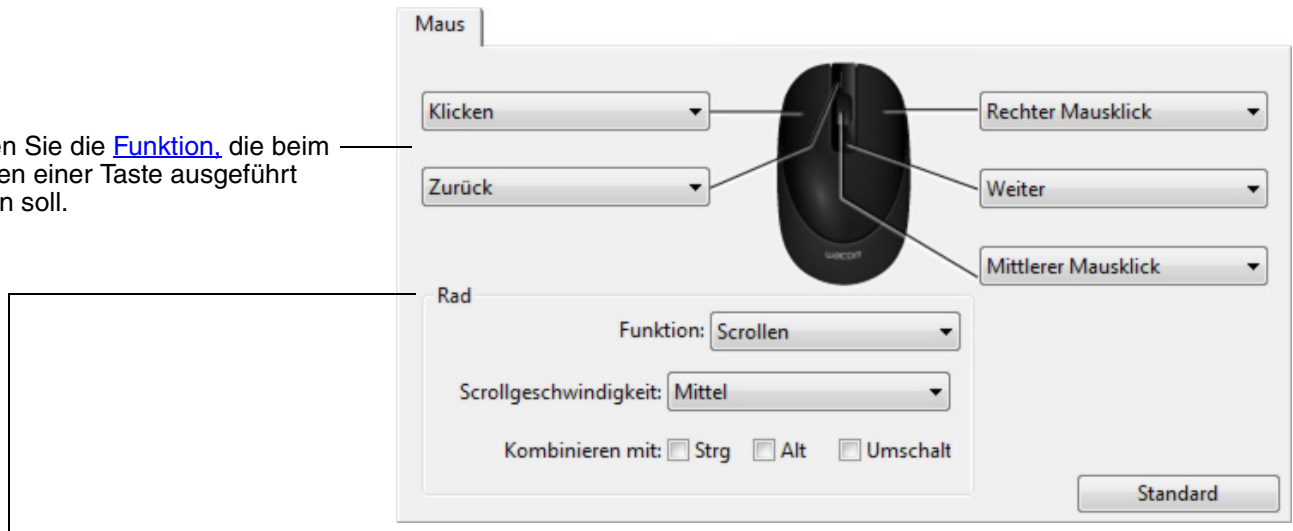 Maus
Klicken
Rechter Mausklick
en Sie die Funktion, die beim
en einer Taste ausgeführt
n soll.
Zurück
Weiter
wacom
Mittlerer Mausklick
Rad
Funktion: Scrollen
Scrollgeschwindigkeit: Mittel
Kombinieren mit: Strg Alt Umschalt
Standard